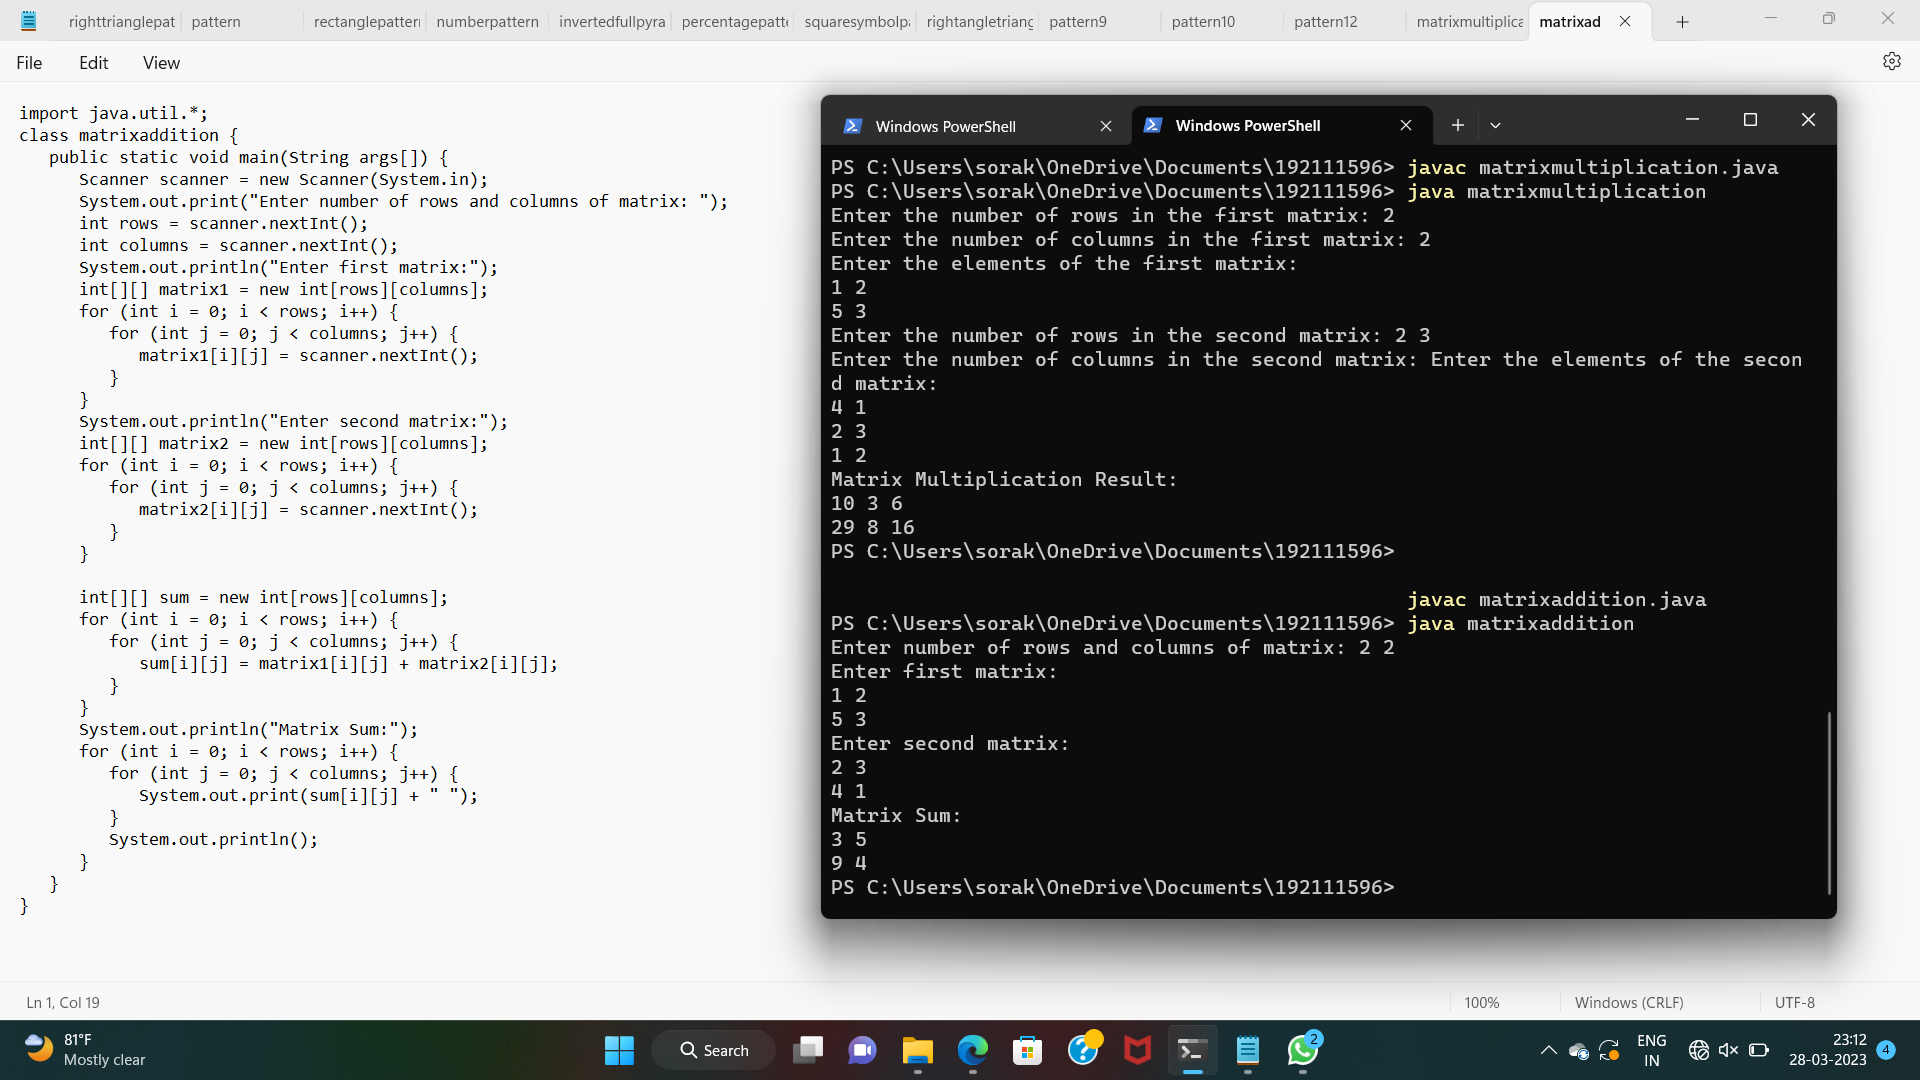 righttrianglepat pattern rectanglepattern numberpattern invertedfullpyra percentagepatte squaresymbolpa rightangletriang pattern9 pattern10 pattern12 matrixmultiplica matrixad
File Edit View
import java.util.*;
class matrixaddition {
public static void main(String args[]) {
Scanner scanner = new Scanner(System.in);
System.out.print("Enter number of rows and columns of matrix: ");
int rows = scanner.nextInt();
int columns = scanner.nextInt();
System.out.println("Enter first matrix:");
int[][] matrix1 = new int[rows][columns];
for (int i = 0; i < rows; i++) {
for (int j = 0; j < columns; j++) {
matrix1[i][j] = scanner.nextInt();
}
}
System.out.println("Enter second matrix:");
int[][] matrix2 = new int[rows][columns];
for (int i = 0; i < rows; i++) {
for (int j = 0; j < columns; j++) {
matrix2[i][j] = scanner.nextInt();
}
}
int[][] sum = new int[rows][columns];
for (int i = 0; i < rows; i++) {
for (int j = 0; j < columns; j++) {
sum[i][j] = matrix1[i][j] + matrix2[i][j];
}
}
System.out.println("Matrix Sum:");
for (int i = 0; i < rows; i++) {
for (int j = 0; j < columns; j++) {
System.out.print(sum[i][j] + " ");
}
System.out.println();
}
}
}
Windows PowerShell Windows PowerShell
PS C:\Users\sorak\OneDrive\Documents\192111596> javac matrixmultiplication.java
PS C:\Users\sorak\OneDrive\Documents\192111596> java matrixmultiplication
Enter the number of rows in the first matrix: 2
Enter the number of columns in the first matrix: 2
Enter the elements of the first matrix:
1 2
5 3
Enter the number of rows in the second matrix: 2 3
Enter the number of columns in the second matrix: Enter the elements of the secon
d matrix:
4 1
2 3
1 2
Matrix Multiplication Result:
10 3 6
29 8 16
PS C:\Users\sorak\OneDrive\Documents\192111596>
javac matrixaddition.java
PS C:\Users\sorak\OneDrive\Documents\192111596> java matrixaddition
Enter number of rows and columns of matrix: 2 2
Enter first matrix:
1 2
5 3
Enter second matrix:
2 3
4 1
Matrix Sum:
3 5
9 4
PS C:\Users\sorak\OneDrive\Documents\192111596>
Ln 1, Col 19 100% Windows (CRLF) UTF-8
81°F
Mostly clear
Search
2
ENG
IN
23:12
28-03-2023
4